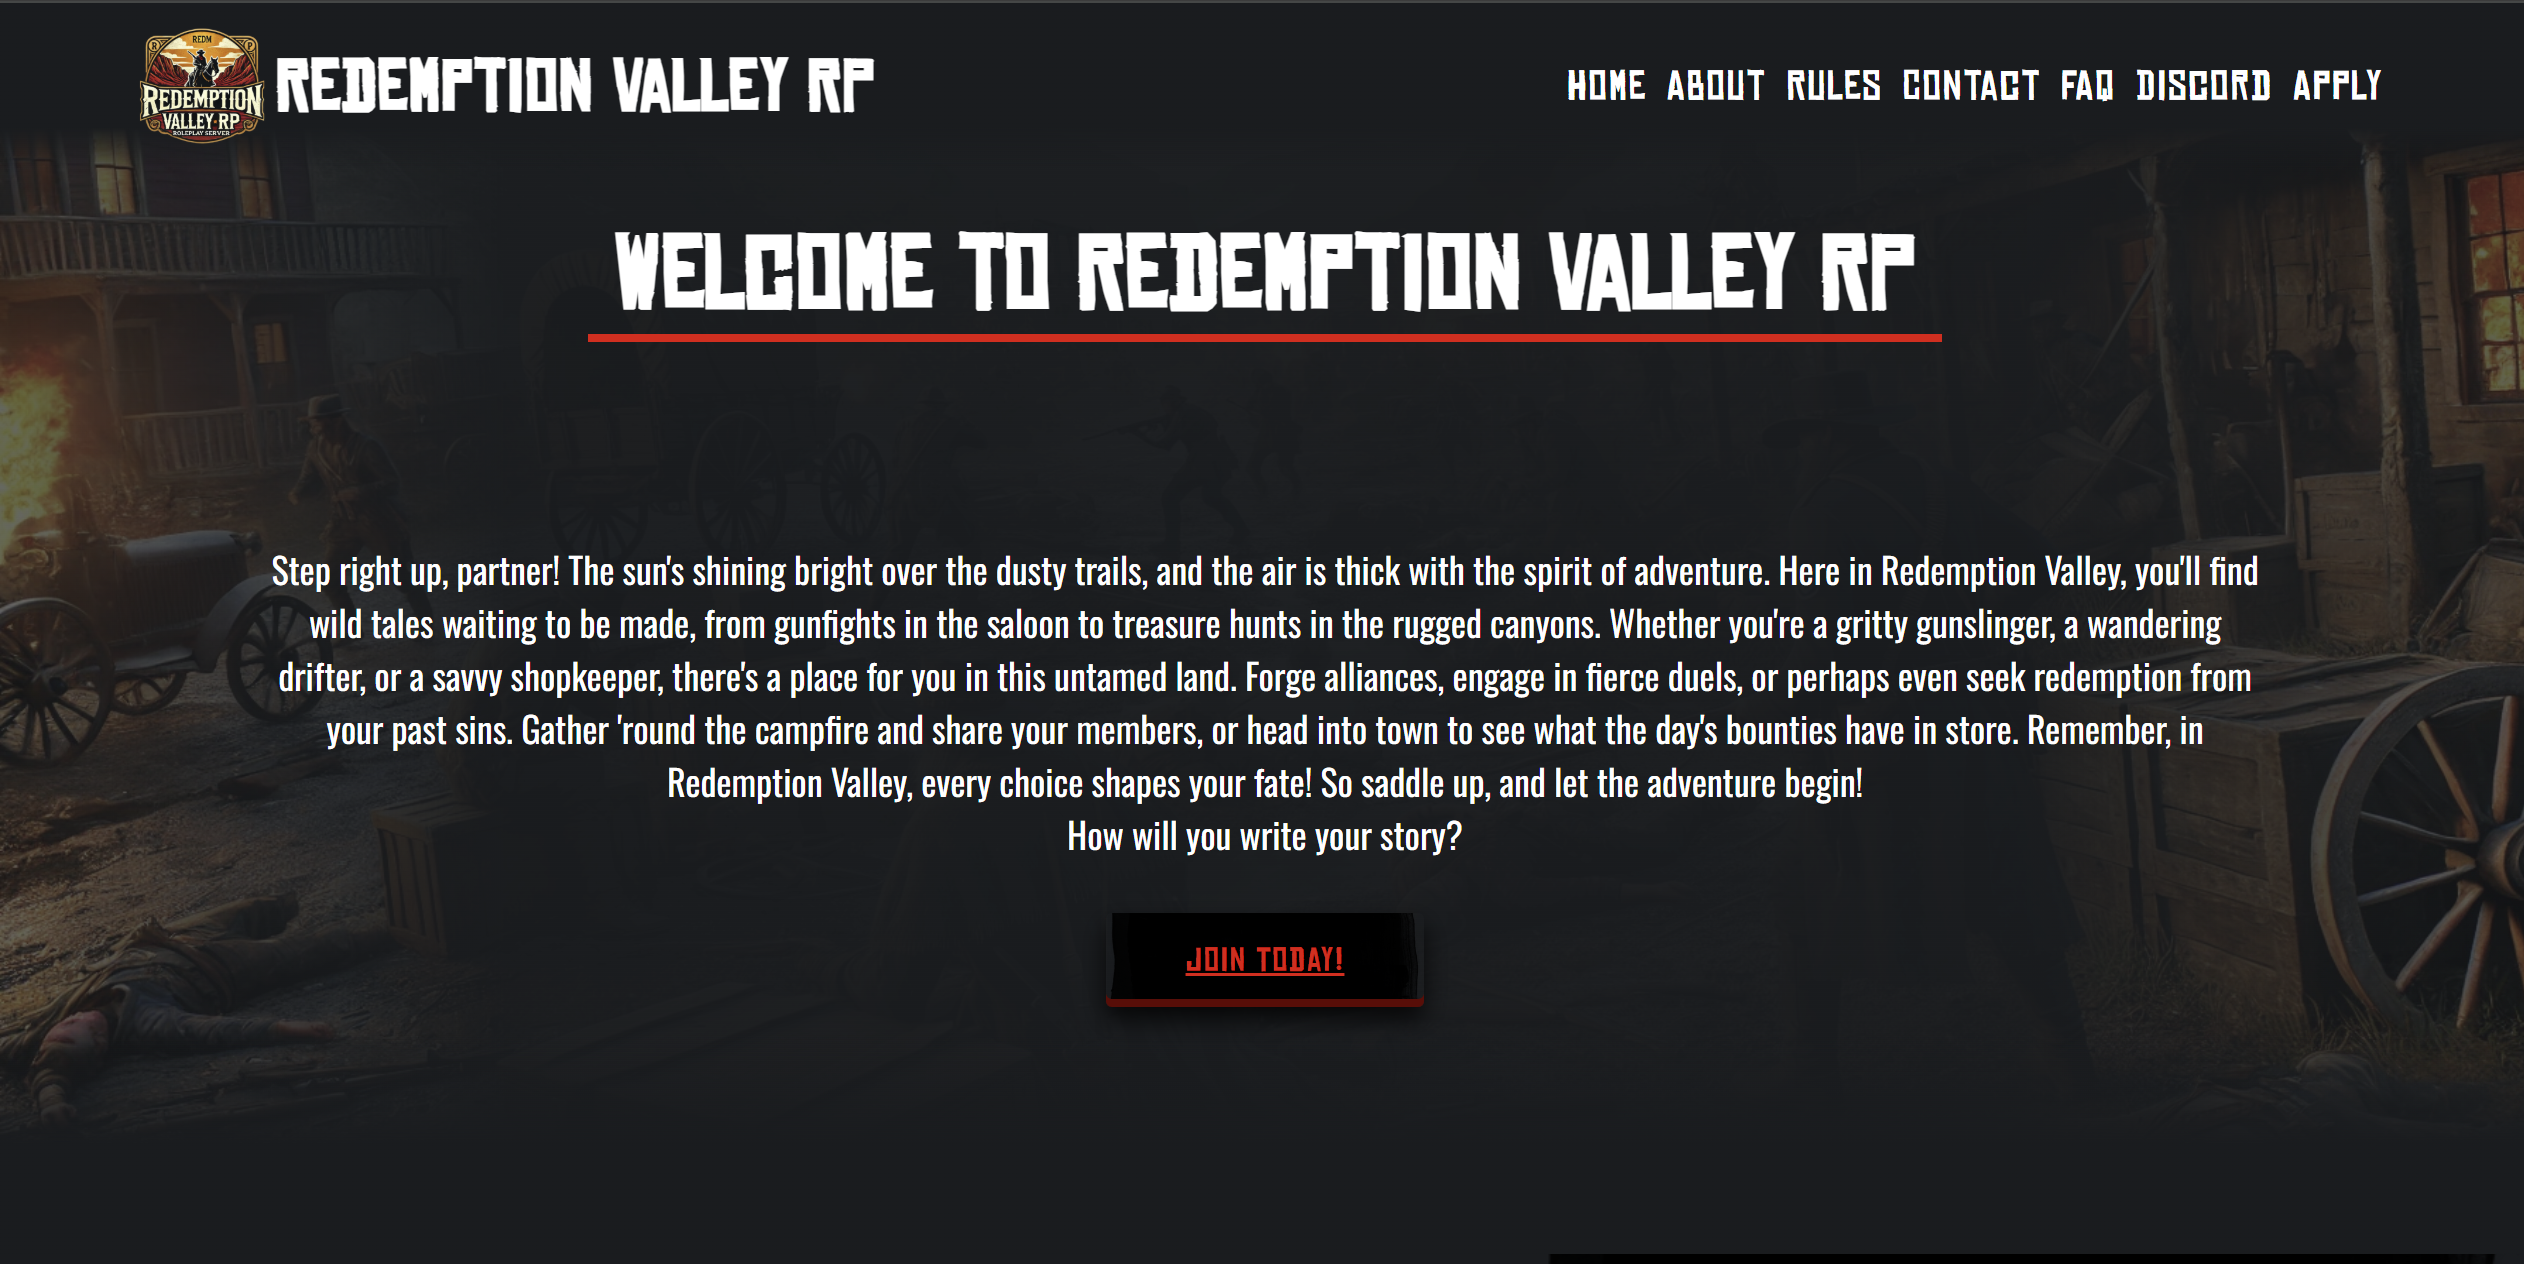 REDM
R P
REDEMPTION
VALLEY·RP
ROLEPLAY SERVER
REDEMPTION VALLEY RP
HOME ABOUT RULES CONTACT FAQ DISCORD APPLY
WELCOME TO REDEMPTION VALLEY RP
Step right up, partner! The sun's shining bright over the dusty trails, and the air is thick with the spirit of adventure. Here in Redemption Valley, you'll find
wild tales waiting to be made, from gunfights in the saloon to treasure hunts in the rugged canyons. Whether you're a gritty gunslinger, a wandering
drifter, or a savvy shopkeeper, there's a place for you in this untamed land. Forge alliances, engage in fierce duels, or perhaps even seek redemption from
your past sins. Gather 'round the campfire and share your members, or head into town to see what the day's bounties have in store. Remember, in
Redemption Valley, every choice shapes your fate! So saddle up, and let the adventure begin!
How will you write your story?
JOIN TODAY!